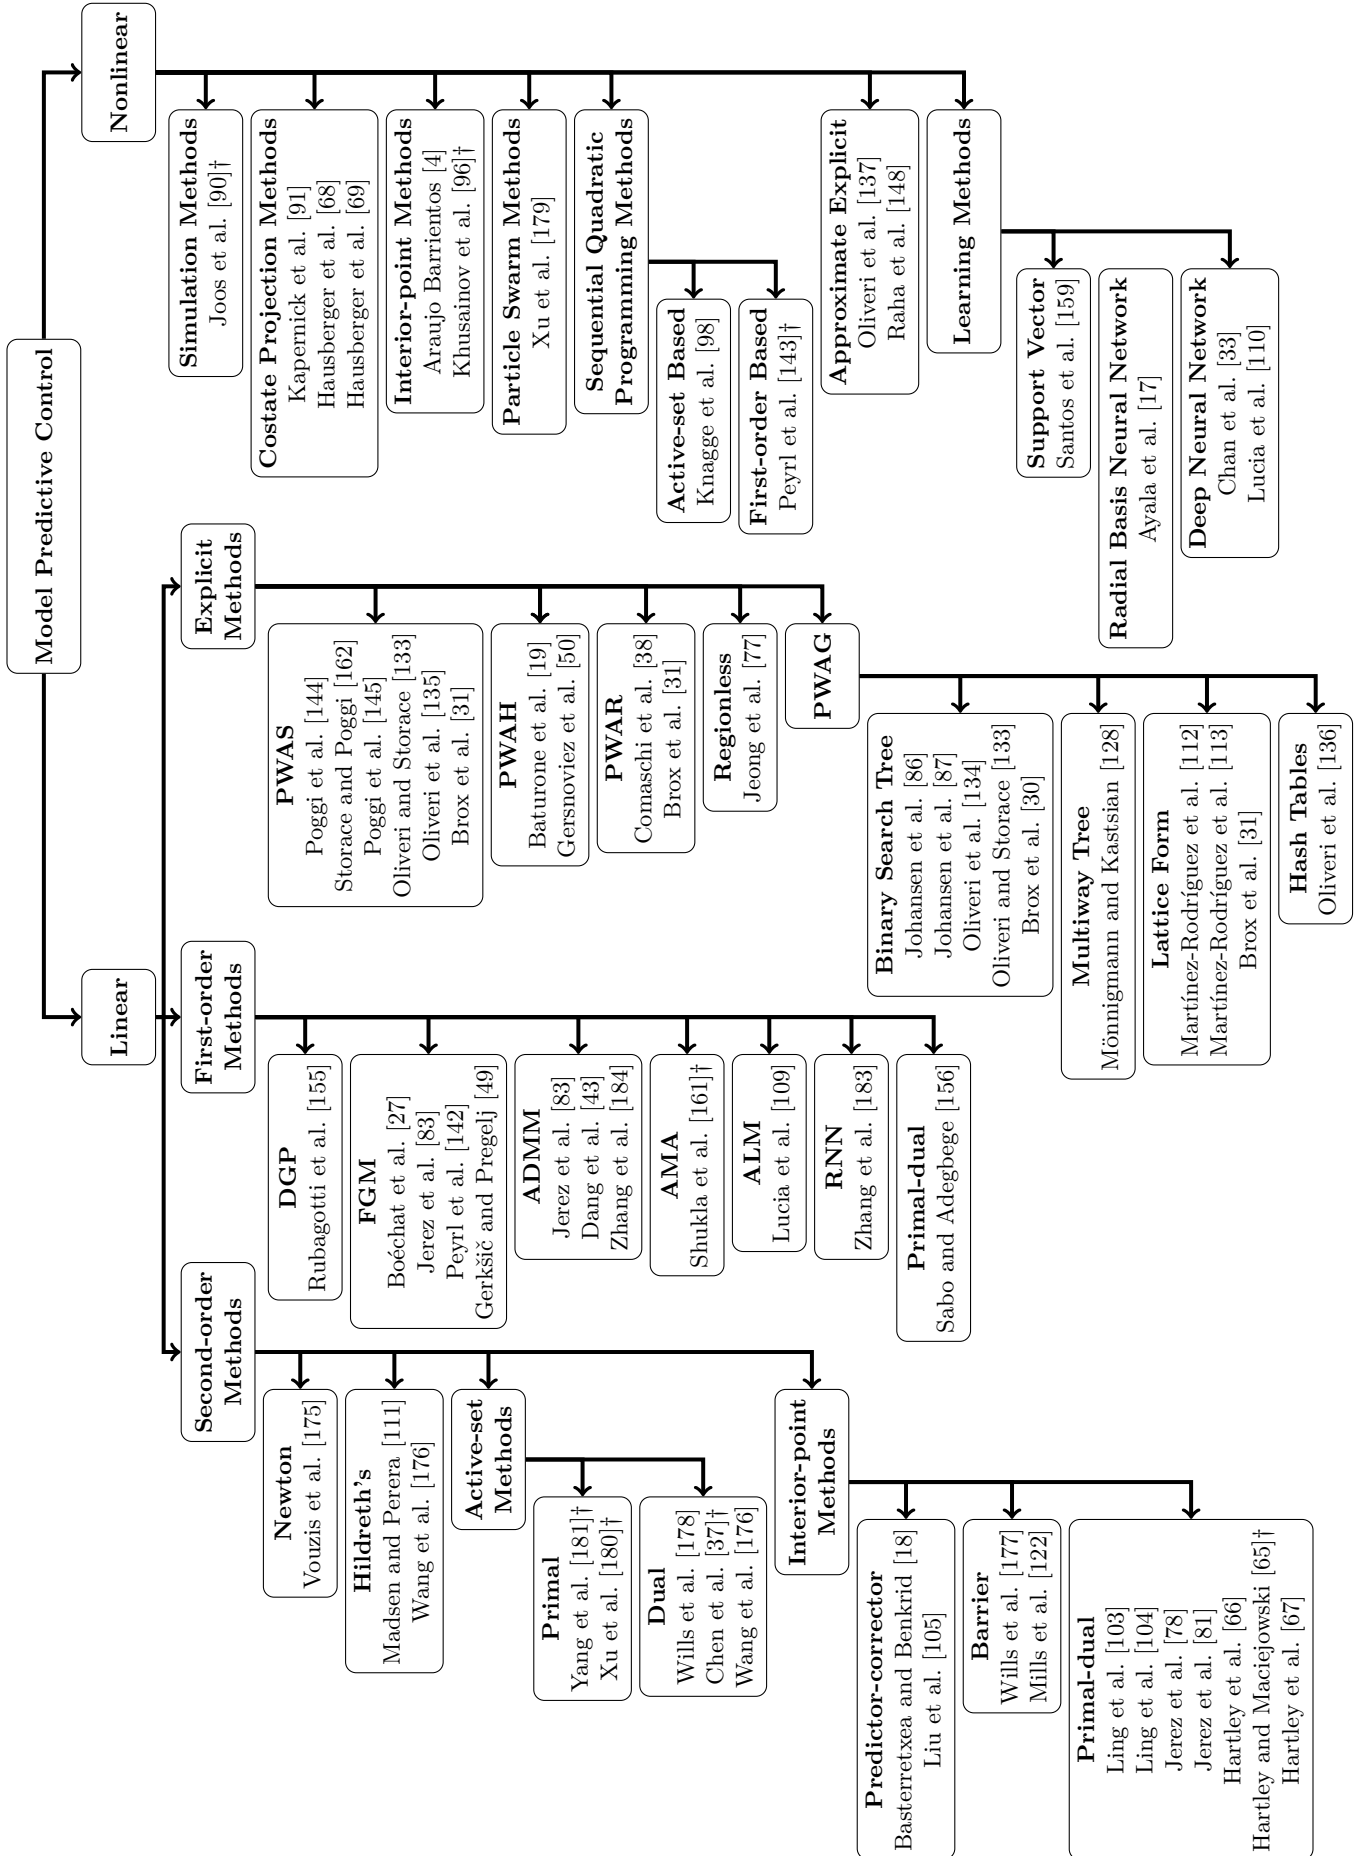 Model Predictive Control
Linear
Second-order
Methods
Newton
Vouzis et al. [175]
Hildreth's
Madsen and Perera [111]
Wang et al. [176]
Active-set
Methods
Primal
Yang et al. [181]†
Xu et al. [180]†
Dual
Wills et al. [178]
Chen et al. [37]†
Wang et al. [176]
Interior-point
Methods
Predictor-corrector
Basterretxea and Benkrid [18]
Liu et al. [105]
Barrier
Wills et al. [177]
Mills et al. [122]
Primal-dual
Ling et al. [103]
Ling et al. [104]
Jerez et al. [78]
Jerez et al. [81]
Hartley et al. [66]
Hartley and Maciejowski [65]†
Hartley et al. [67]
First-order
Methods
DGP
Rubagotti et al. [155]
FGM
Boéchat et al. [27]
Jerez et al. [83]
Peyrl et al. [142]
Gerkšič and Pregelj [49]
ADMM
Jerez et al. [83]
Dang et al. [43]
Zhang et al. [184]
AMA
Shukla et al. [161]†
ALM
Lucia et al. [109]
RNN
Zhang et al. [183]
Primal-dual
Sabo and Adegbege [156]
Explicit
Methods
PWAS
Poggi et al. [144]
Storace and Poggi [162]
Poggi et al. [145]
Oliveri and Storace [133]
Oliveri et al. [135]
Brox et al. [31]
PWAH
Baturone et al. [19]
Gersnoviez et al. [50]
PWAR
Comaschi et al. [38]
Brox et al. [31]
Regionless
Jeong et al. [77]
PWAG
Binary Search Tree
Johansen et al. [86]
Johansen et al. [87]
Oliveri et al. [134]
Oliveri and Storace [133]
Brox et al. [30]
Multiway Tree
Mönnigmann and Kastsian [128]
Lattice Form
Martínez-Rodríguez et al. [112]
Martínez-Rodríguez et al. [113]
Brox et al. [31]
Hash Tables
Oliveri et al. [136]
Nonlinear
Simulation Methods
Joos et al. [90]†
Costate Projection Methods
Kapernick et al. [91]
Hausberger et al. [68]
Hausberger et al. [69]
Interior-point Methods
Araujo Barrientos [4]
Khusainov et al. [96]†
Particle Swarm Methods
Xu et al. [179]
Sequential Quadratic
Programming Methods
Active-set Based
Knagge et al. [98]
First-order Based
Peyrl et al. [143]†
Approximate Explicit
Oliveri et al. [137]
Raha et al. [148]
Learning Methods
Support Vector
Santos et al. [159]
Radial Basis Neural Network
Ayala et al. [17]
Deep Neural Network
Chan et al. [33]
Lucia et al. [110]